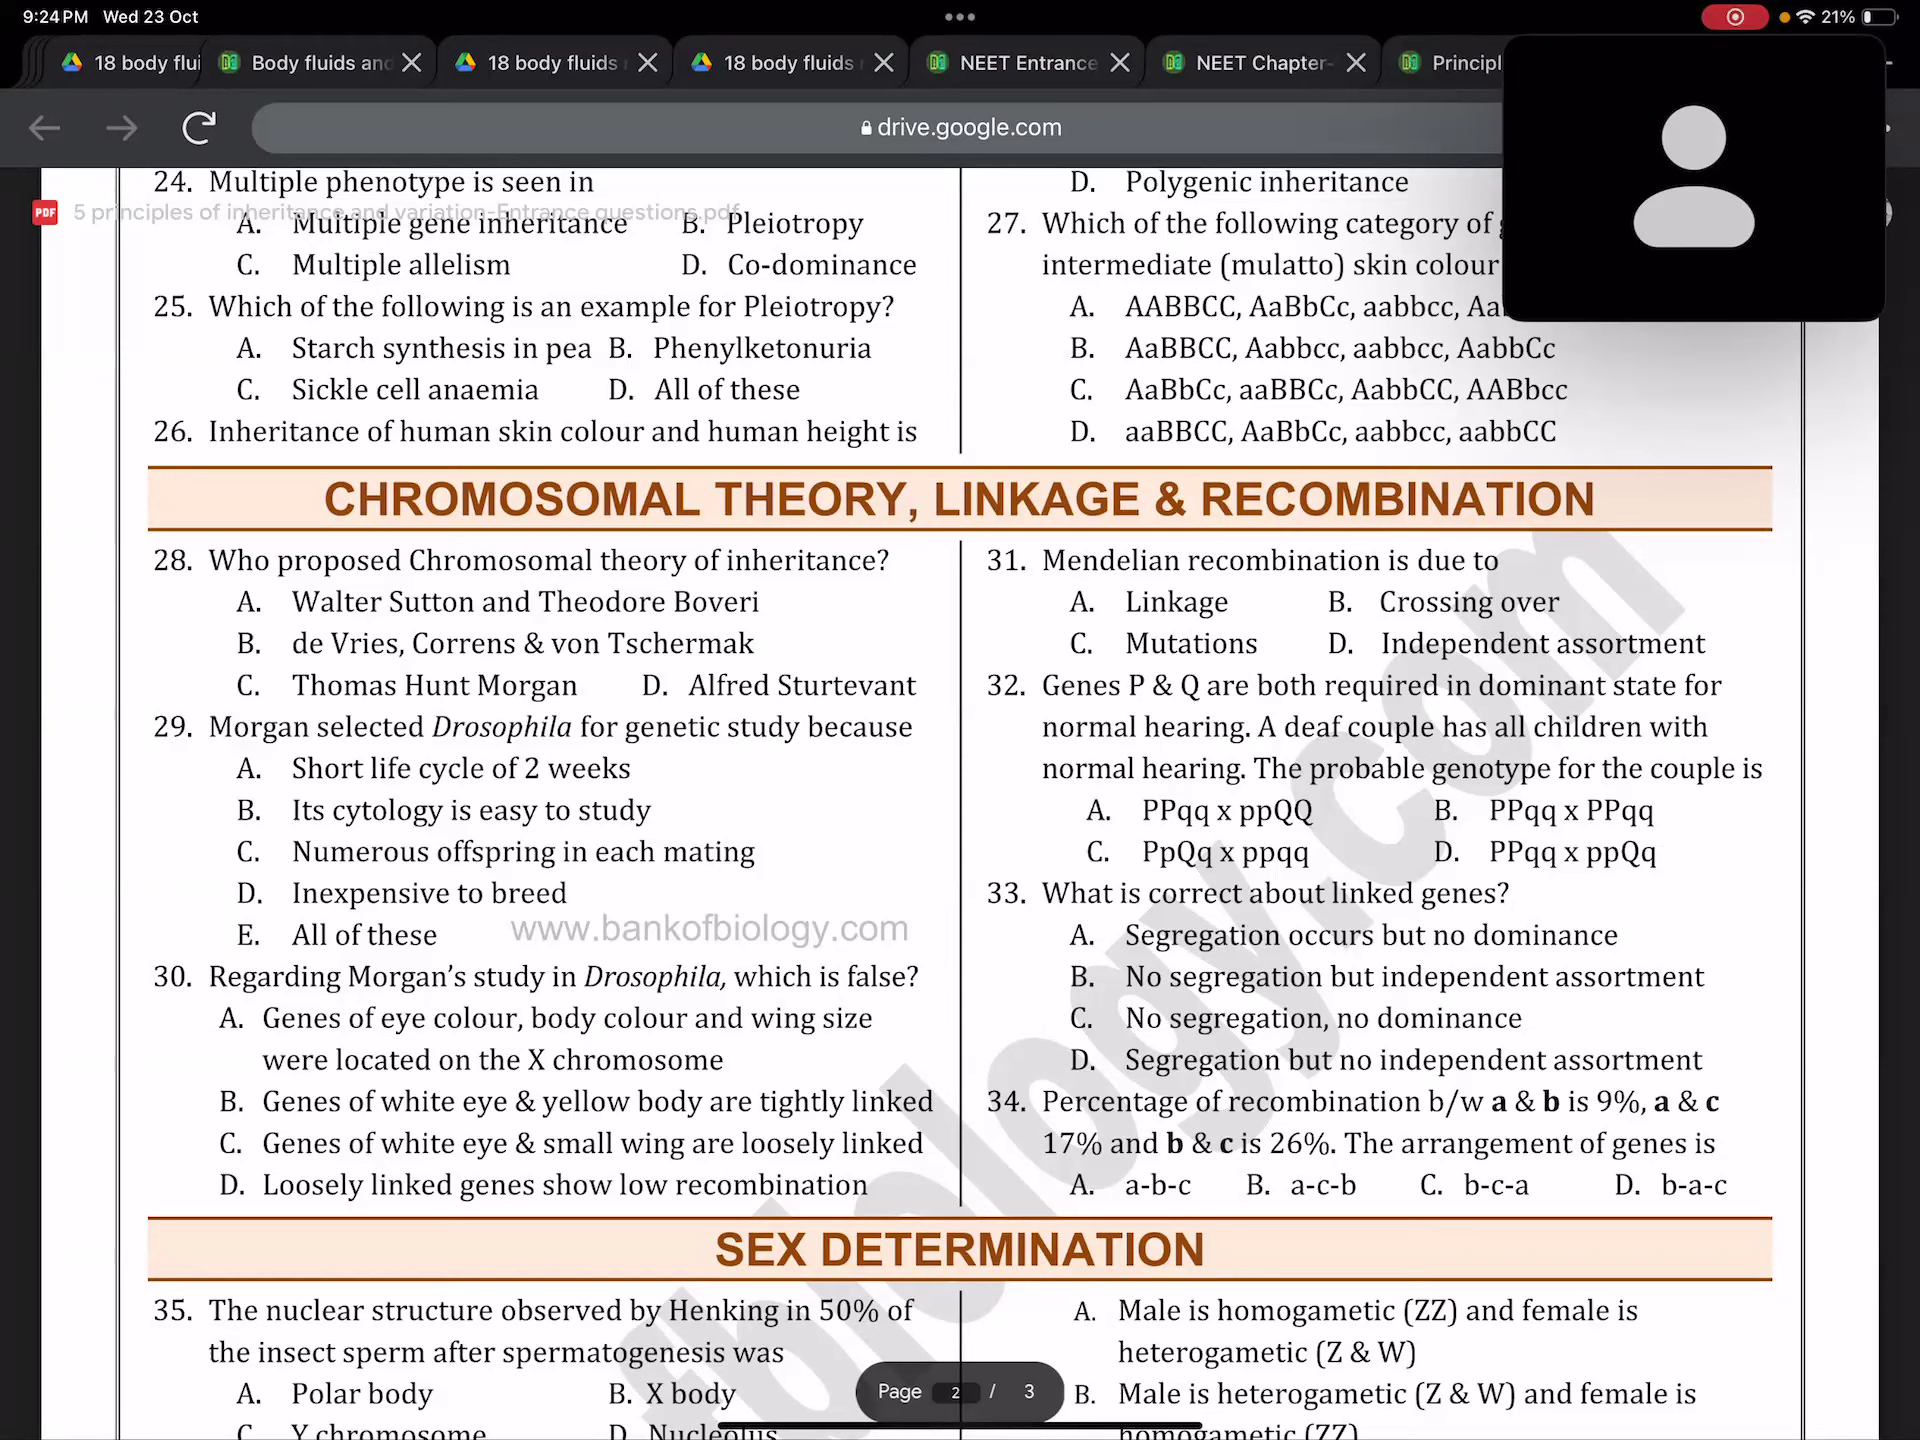 9:24 PM Wed 23 Oct
21%
18 body flui
Body fluids and
18 body fluids
18 body fluids
NEET Entrance
NEET Chapter-
Principl
drive.google.com
PDF 5 principles of inheritance and variation-Entrance questions.pdf
24. Multiple phenotype is seen in
A. Multiple gene inheritance B. Pleiotropy
C. Multiple allelism D. Co-dominance
25. Which of the following is an example for Pleiotropy?
A. Starch synthesis in pea B. Phenylketonuria
C. Sickle cell anaemia D. All of these
26. Inheritance of human skin colour and human height is
D. Polygenic inheritance
27. Which of the following category of
intermediate (mulatto) skin colour
A. AABBCC, AaBbCc, aabbcc, Aa
B. AaBBCC, Aabbcc, aabbcc, AabbCc
C. AaBbCc, aaBBCc, AabbCC, AABbcc
D. aaBBCC, AaBbCc, aabbcc, aabbCC
CHROMOSOMAL THEORY, LINKAGE & RECOMBINATION
28. Who proposed Chromosomal theory of inheritance?
A. Walter Sutton and Theodore Boveri
B. de Vries, Correns & von Tschermak
C. Thomas Hunt Morgan D. Alfred Sturtevant
29. Morgan selected Drosophila for genetic study because
A. Short life cycle of 2 weeks
B. Its cytology is easy to study
C. Numerous offspring in each mating
D. Inexpensive to breed
E. All of these
www.bankofbiology.com
30. Regarding Morgan's study in Drosophila, which is false?
A. Genes of eye colour, body colour and wing size
were located on the X chromosome
B. Genes of white eye & yellow body are tightly linked
C. Genes of white eye & small wing are loosely linked
D. Loosely linked genes show low recombination
31. Mendelian recombination is due to
A. Linkage B. Crossing over
C. Mutations D. Independent assortment
32. Genes P & Q are both required in dominant state for
normal hearing. A deaf couple has all children with
normal hearing. The probable genotype for the couple is
A. PPqq x ppQQ B. PPqq x PPqq
C. PpQq x ppqq D. PPqq x ppQq
33. What is correct about linked genes?
A. Segregation occurs but no dominance
B. No segregation but independent assortment
C. No segregation, no dominance
D. Segregation but no independent assortment
34. Percentage of recombination b/w a & b is 9%, a & c
17% and b & c is 26%. The arrangement of genes is
A. a-b-c B. a-c-b C. b-c-a D. b-a-c
fbiology.com
SEX DETERMINATION
35. The nuclear structure observed by Henking in 50% of
the insect sperm after spermatogenesis was
A. Polar body B. X body
C. Y chromosome D. Nucleolus
A. Male is homogametic (ZZ) and female is
heterogametic (Z & W)
B. Male is heterogametic (Z & W) and female is
homogametic (ZZ)
Page 2 / 3